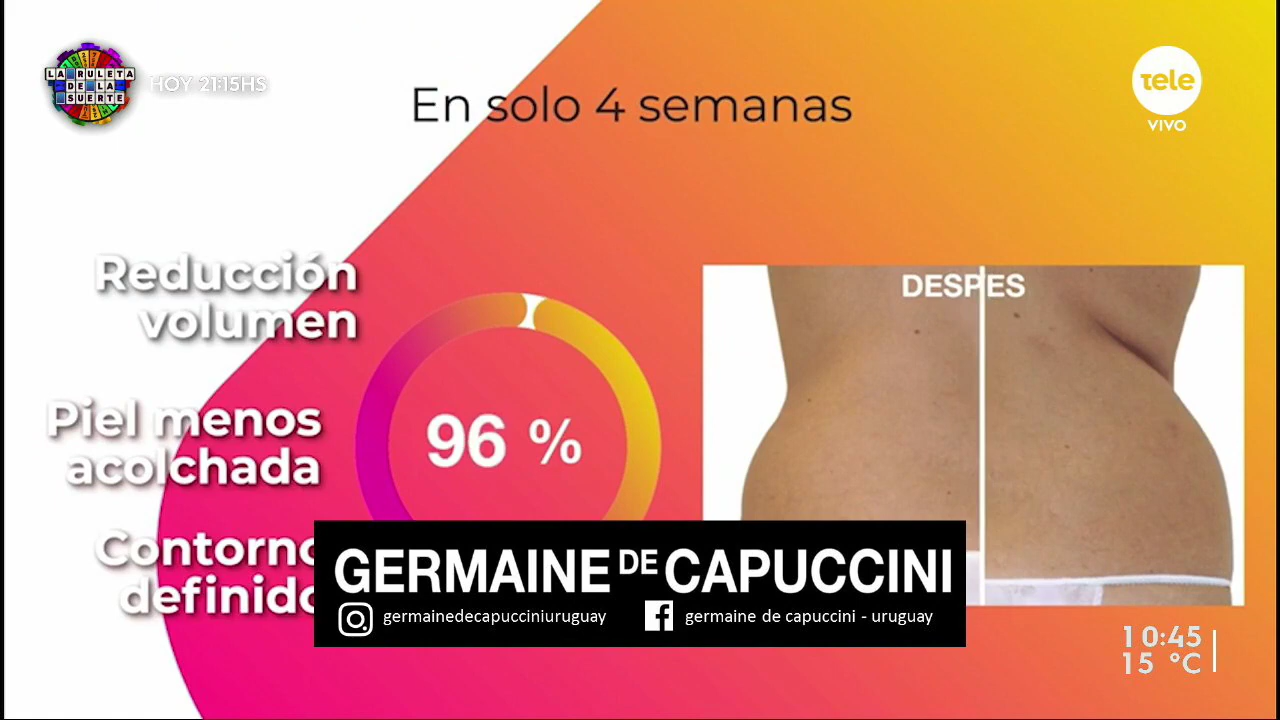 LA RULETA
DE LA
SUERTE
HOY 21:15HS
tele
VIVO
En solo 4 semanas
Reducción
volumen
Piel menos
acolchada
Contorno
definido
96 %
DESPES
GERMAINE DE CAPUCCINI
germainedecapucciniuruguay
germaine de capuccini - uruguay
10:45
15 °C